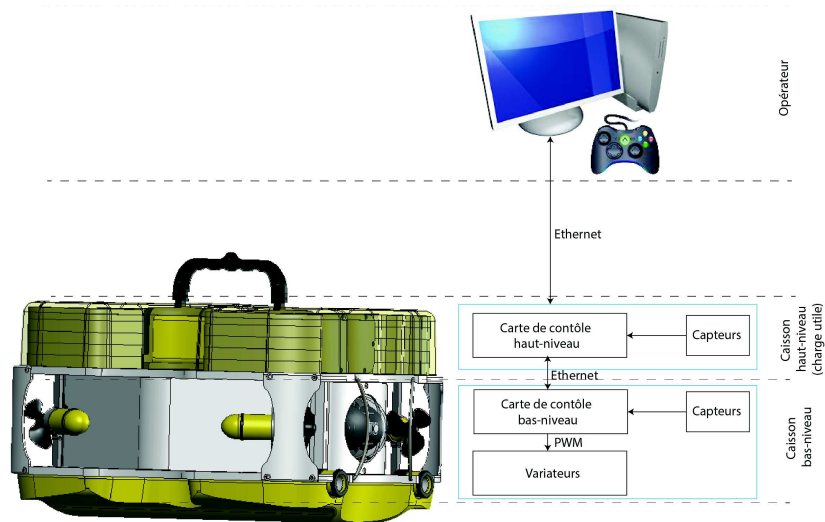 Opérateur
Ethernet
Carte de contôle
haut-niveau
Capteurs
Caisson
haut-niveau
(charge utile)
Ethernet
Carte de contôle
bas-niveau
Capteurs
PWM
Variateurs
Caisson
bas-niveau